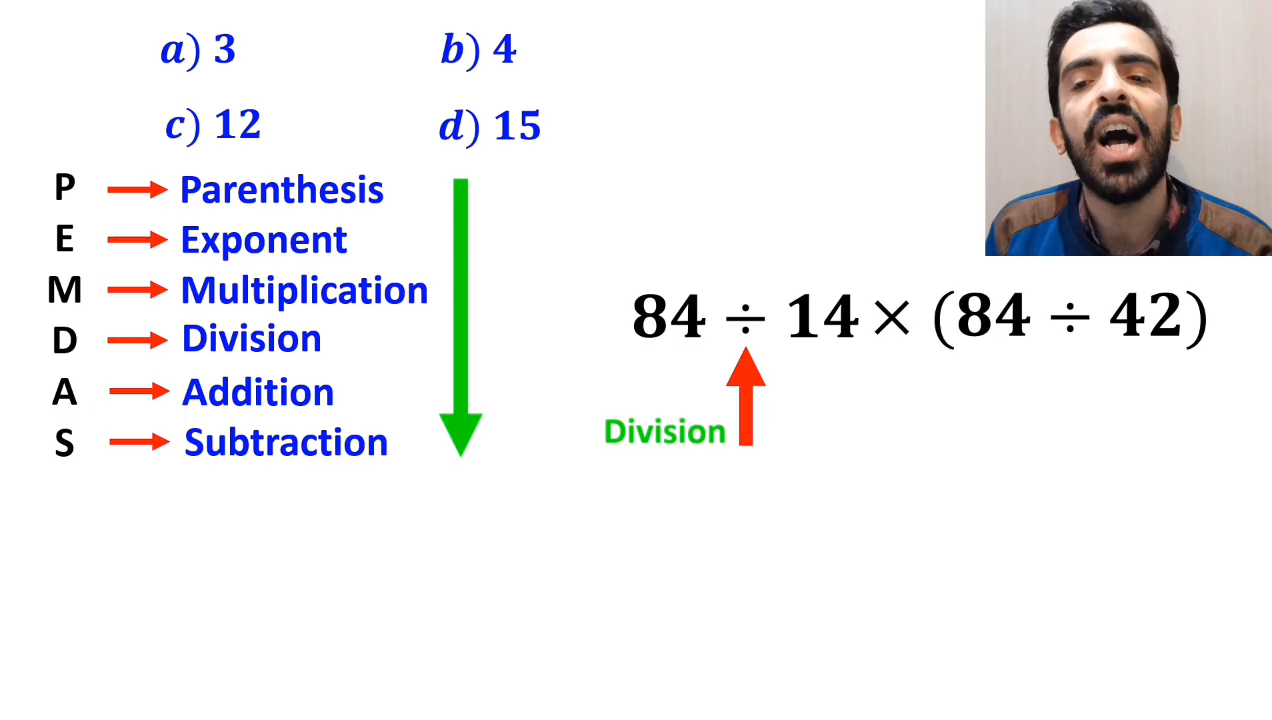 a) 3 b) 4
c) 12 d) 15
P Parenthesis
E Exponent
M Multiplication
D Division
A Addition
S Subtraction
84 ÷ 14 × (84 ÷ 42)
Division